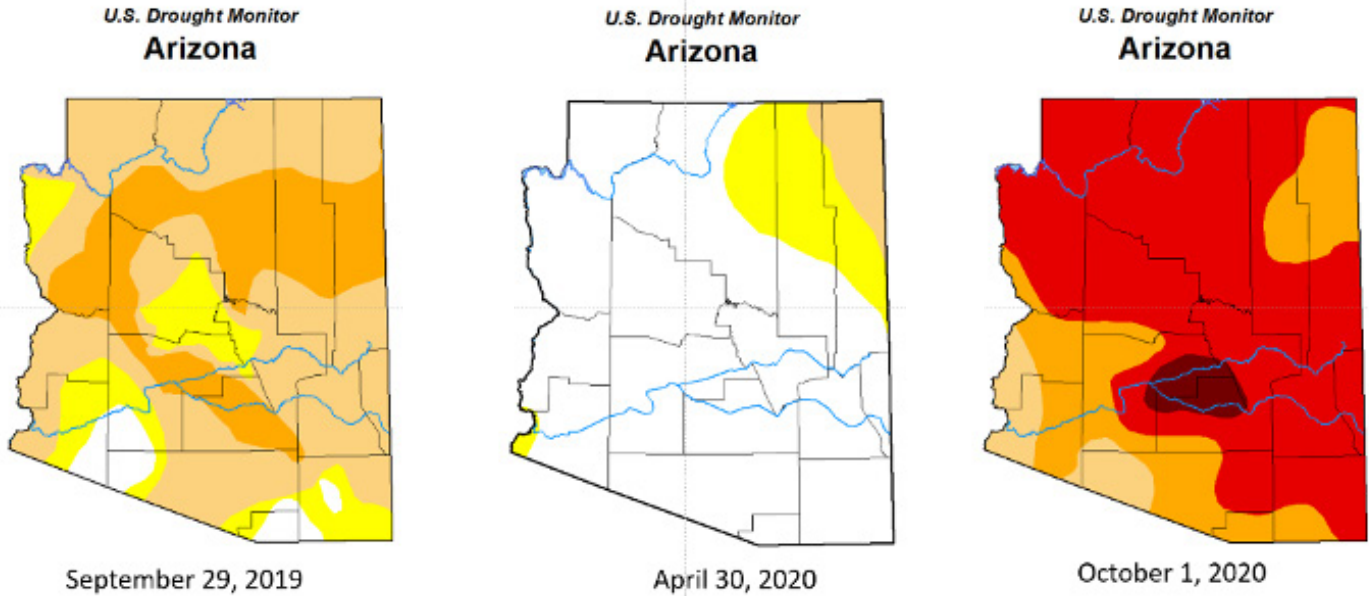 U.S. Drought Monitor
Arizona
September 29, 2019
U.S. Drought Monitor
Arizona
April 30, 2020
U.S. Drought Monitor
Arizona
October 1, 2020